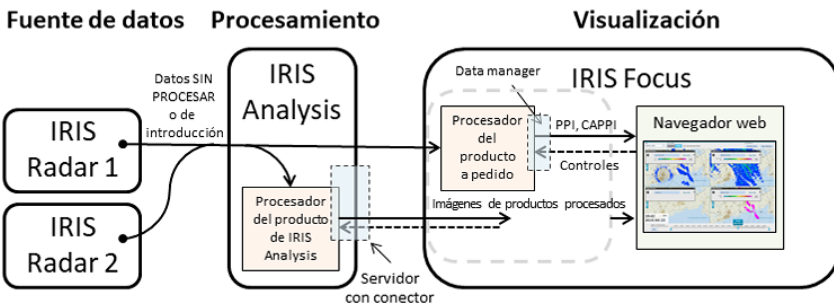 Fuente de datos
Procesamiento
Visualización
Datos SIN
PROCESAR
o de
introducción
IRIS
Radar 1
IRIS
Radar 2
IRIS
Analysis
Procesador
del producto
de IRIS
Analysis
Servidor
con conector
Data manager
IRIS Focus
Procesador
del
producto
a pedido
PPI, CAPPI
Controles
Imágenes de productos procesados
Navegador web